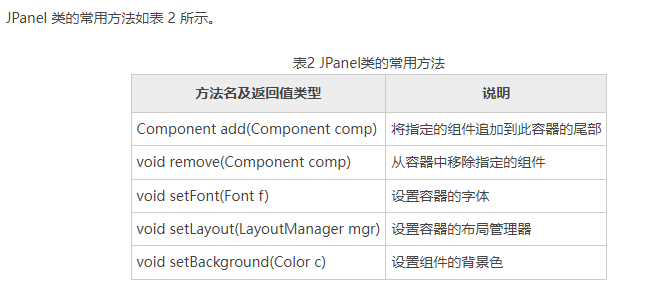 JPanel 类的常用方法如表 2 所示。
表2 JPanel类的常用方法
方法名及返回值类型 说明
Component add(Component comp) 将指定的组件追加到此容器的尾部
void remove(Component comp) 从容器中移除指定的组件
void setFont(Font f) 设置容器的字体
void setLayout(LayoutManager mgr) 设置容器的布局管理器
void setBackground(Color c) 设置组件的背景色